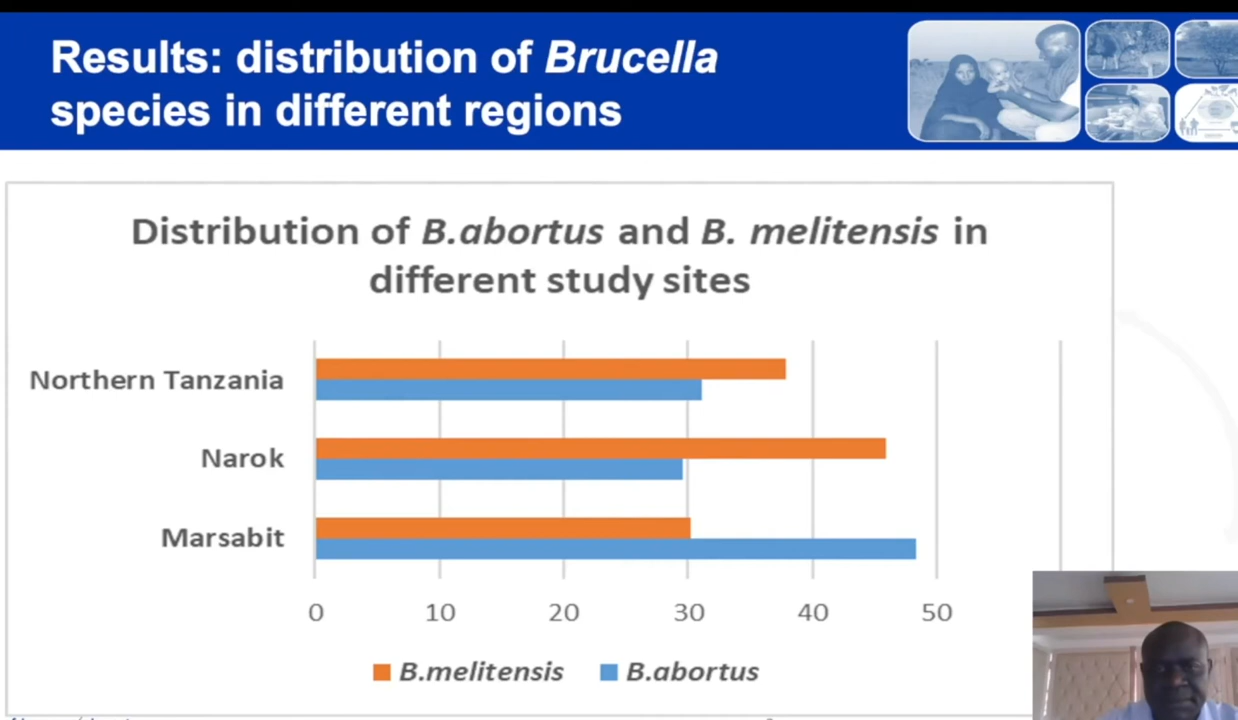 Results: distribution of Brucella
species in different regions
Distribution of B.abortus and B. melitensis in
different study sites
Northern Tanzania
Narok
Marsabit
0 10 20 30 40 50
B.melitensis B.abortus